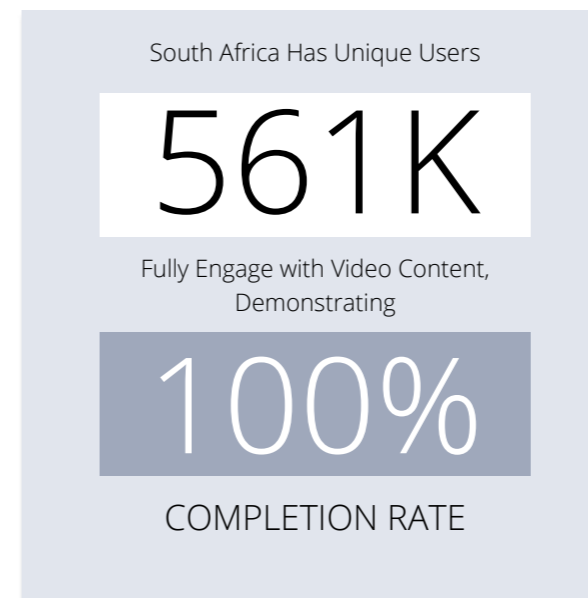 South Africa Has Unique Users
561K
Fully Engage with Video Content,
Demonstrating
100%
COMPLETION RATE